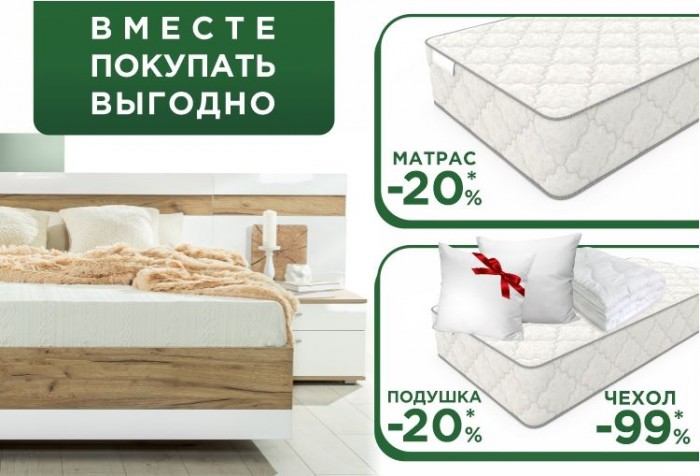 ВМЕСТЕ
ПОКУПАТЬ
ВЫГОДНО
МАТРАС
-20*%
ПОДУШКА
-20*%
ЧЕХОЛ
-99*%